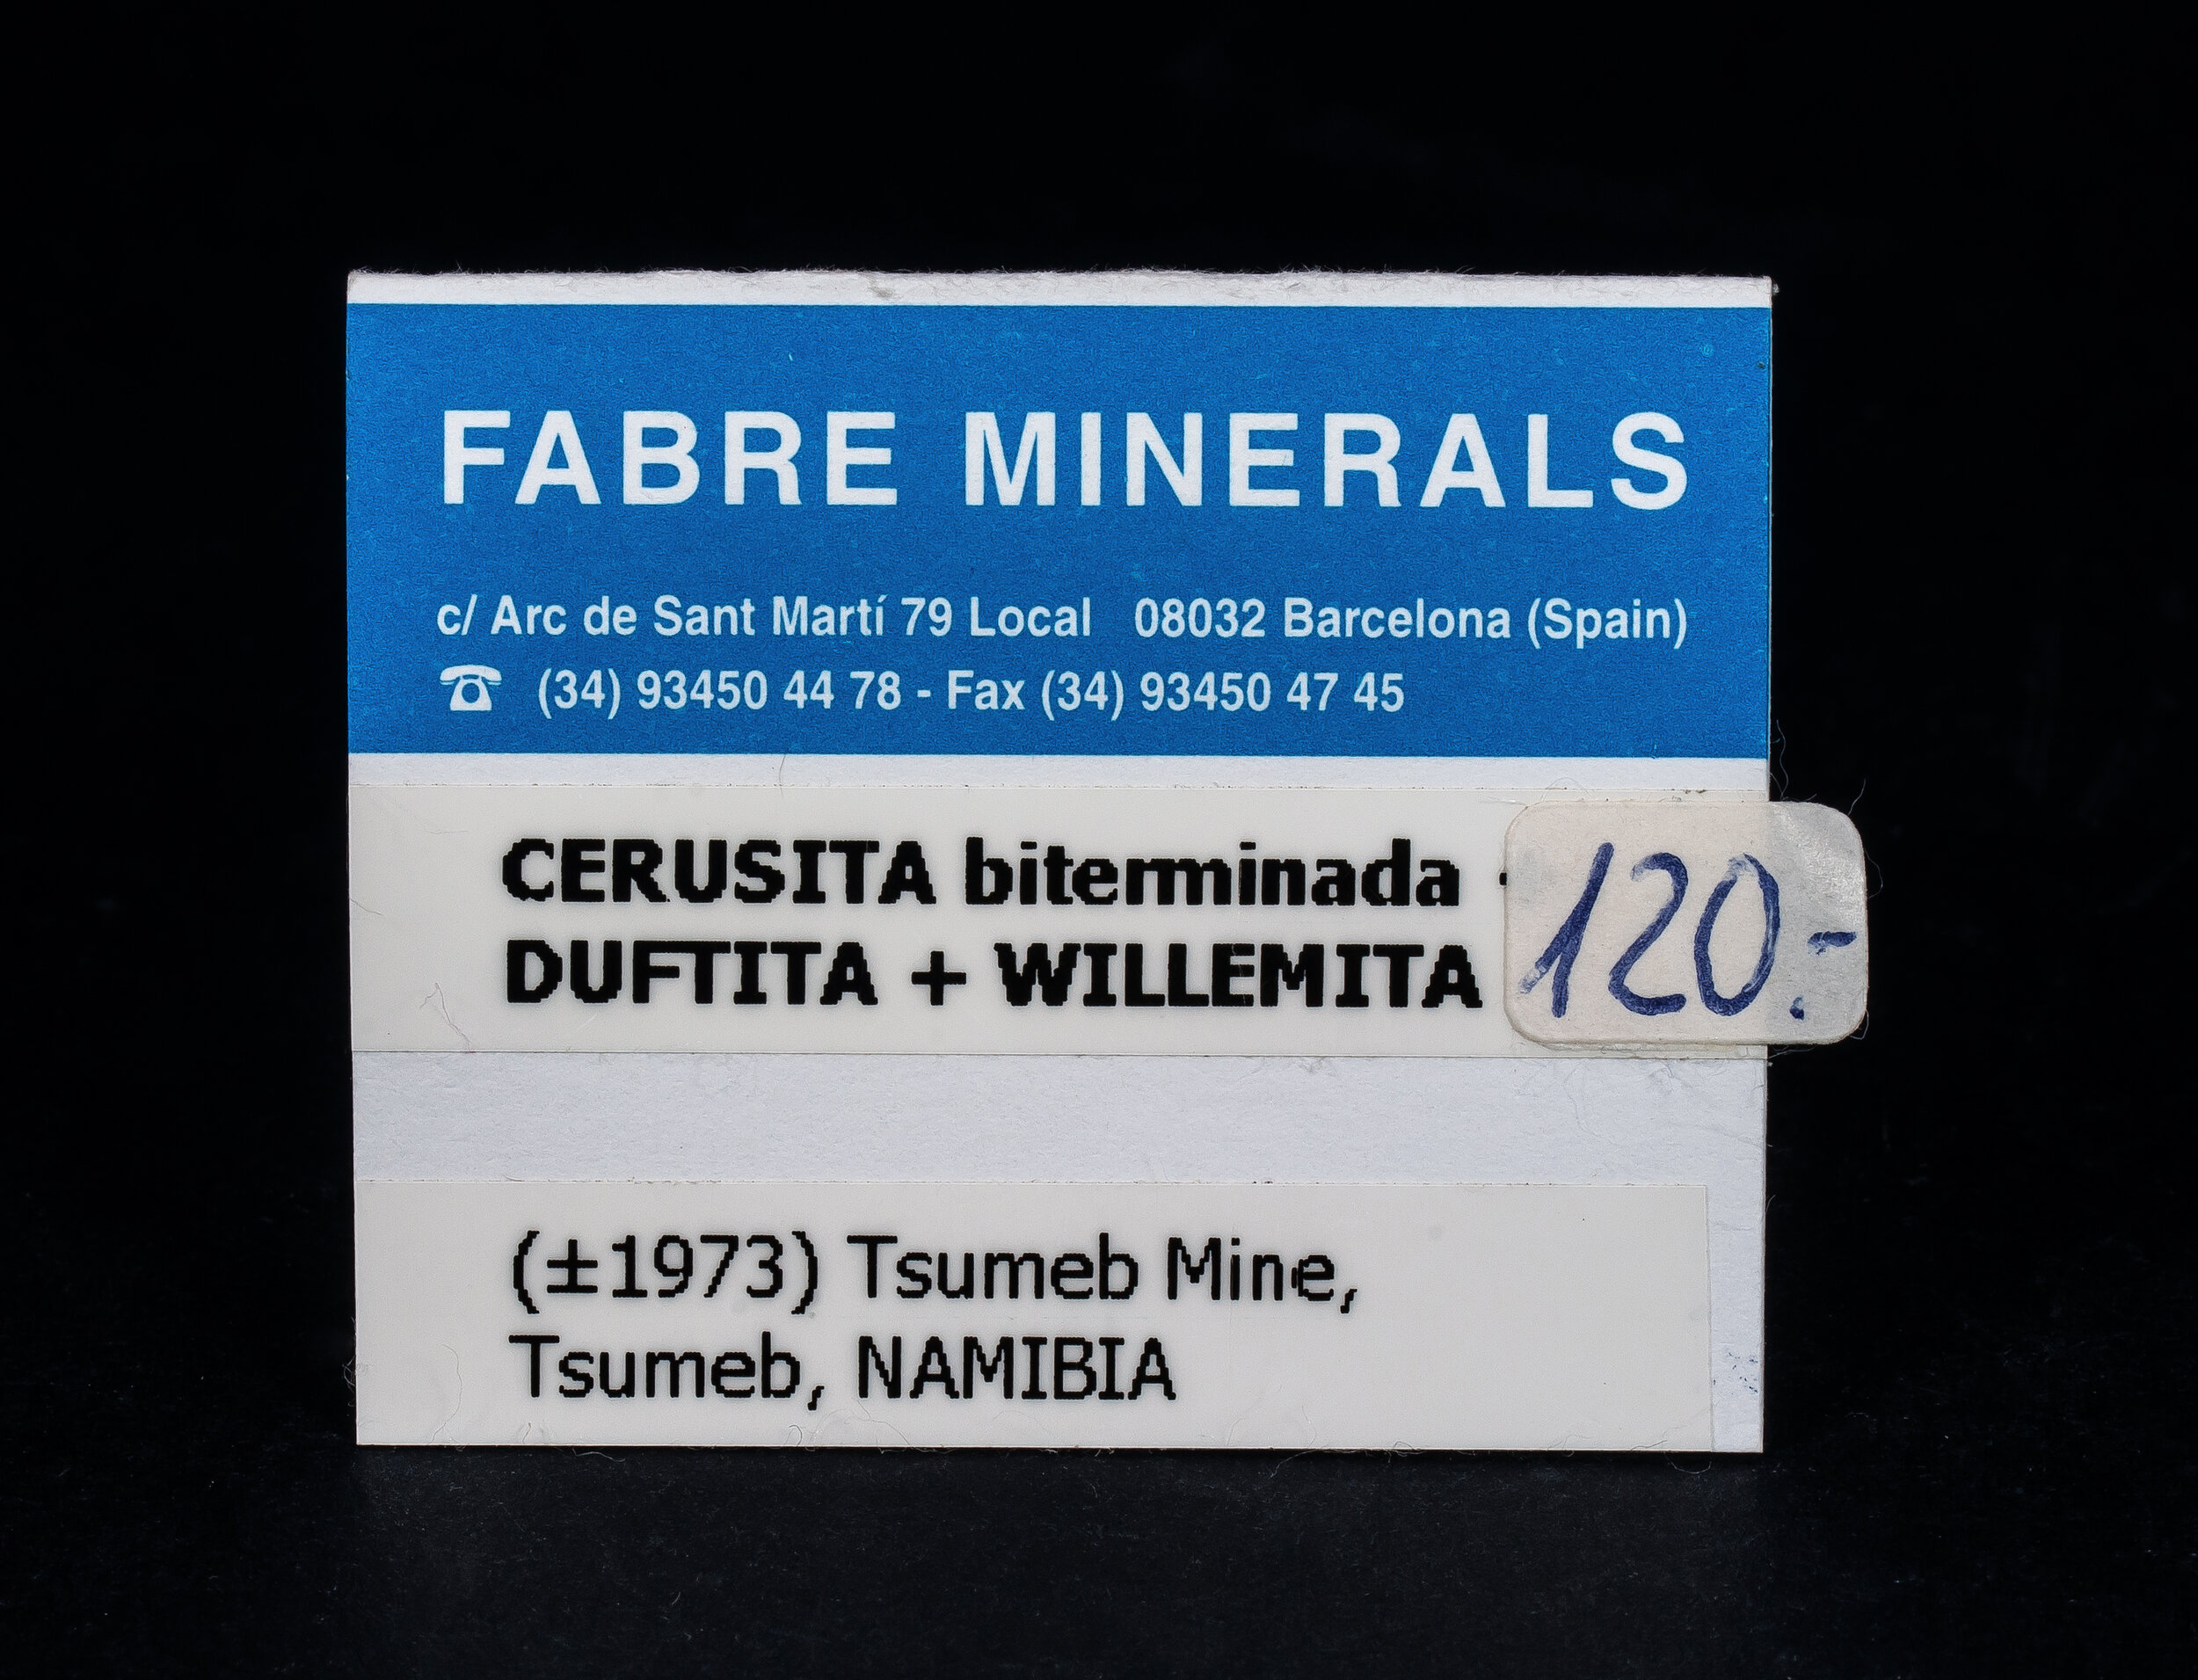 FABRE MINERALS
c/ Arc de Sant Martí 79 Local 08032 Barcelona (Spain)
☎ (34) 93450 44 78 - Fax (34) 93450 47 45
CERUSITA biterminada
DUFTITA + WILLEMITA
120.-
(±1973) Tsumeb Mine,
Tsumeb, NAMIBIA